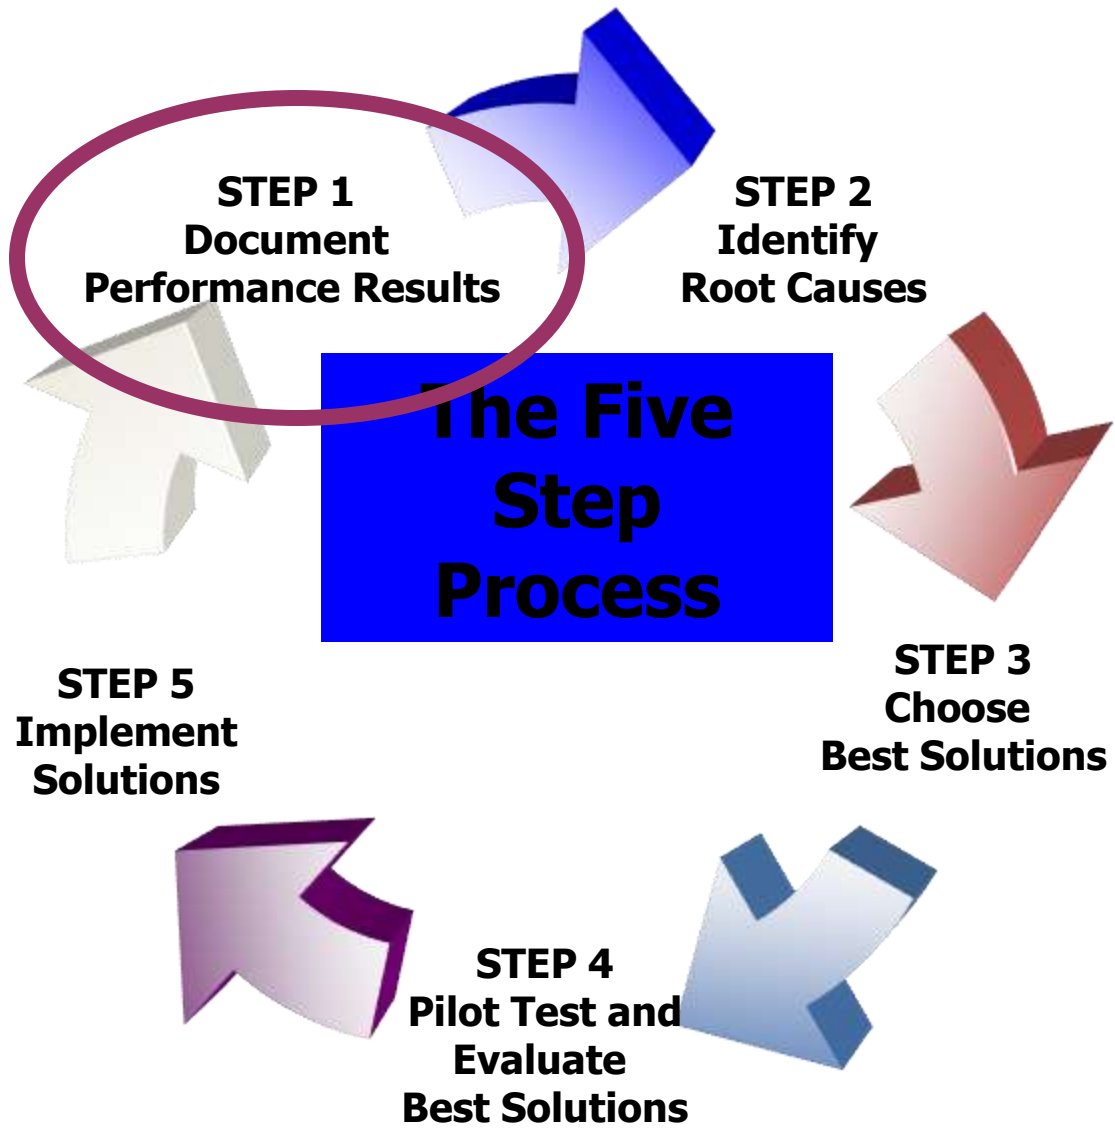 STEP 1
Document
Performance Results
STEP 2
Identify
Root Causes
The Five
Step
Process
STEP 3
Choose
Best Solutions
STEP 4
Pilot Test and
Evaluate
Best Solutions
STEP 5
Implement
Solutions